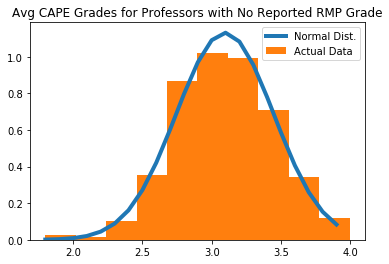 Avg CAPE Grades for Professors with No Reported RMP Grade
Normal Dist.
Actual Data
1.0
0.8
0.6
0.4
0.2
0.0
2.0 2.5 3.0 3.5 4.0